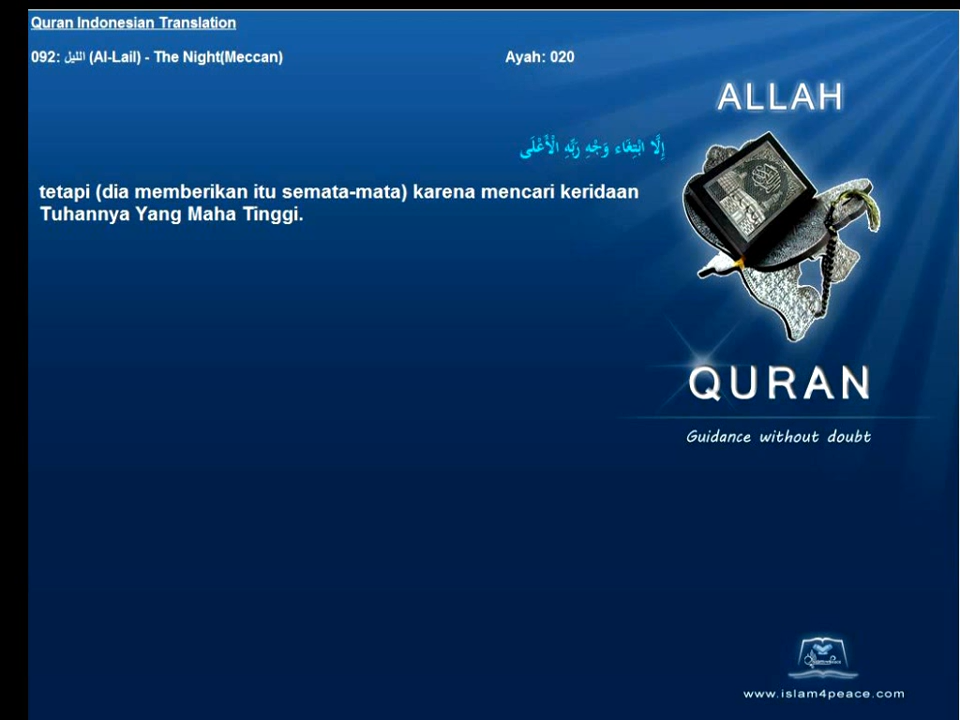 Quran Indonesian Translation
092: الليل (Al-Lail) - The Night(Meccan) Ayah: 020
ALLAH
إِلَّا ابْتِغَاء وَجْهِ رَبِّهِ الْأَعْلَى
tetapi (dia memberikan itu semata-mata) karena mencari keridaan
Tuhannya Yang Maha Tinggi.
QURAN
Guidance without doubt
www.islam4peace.com